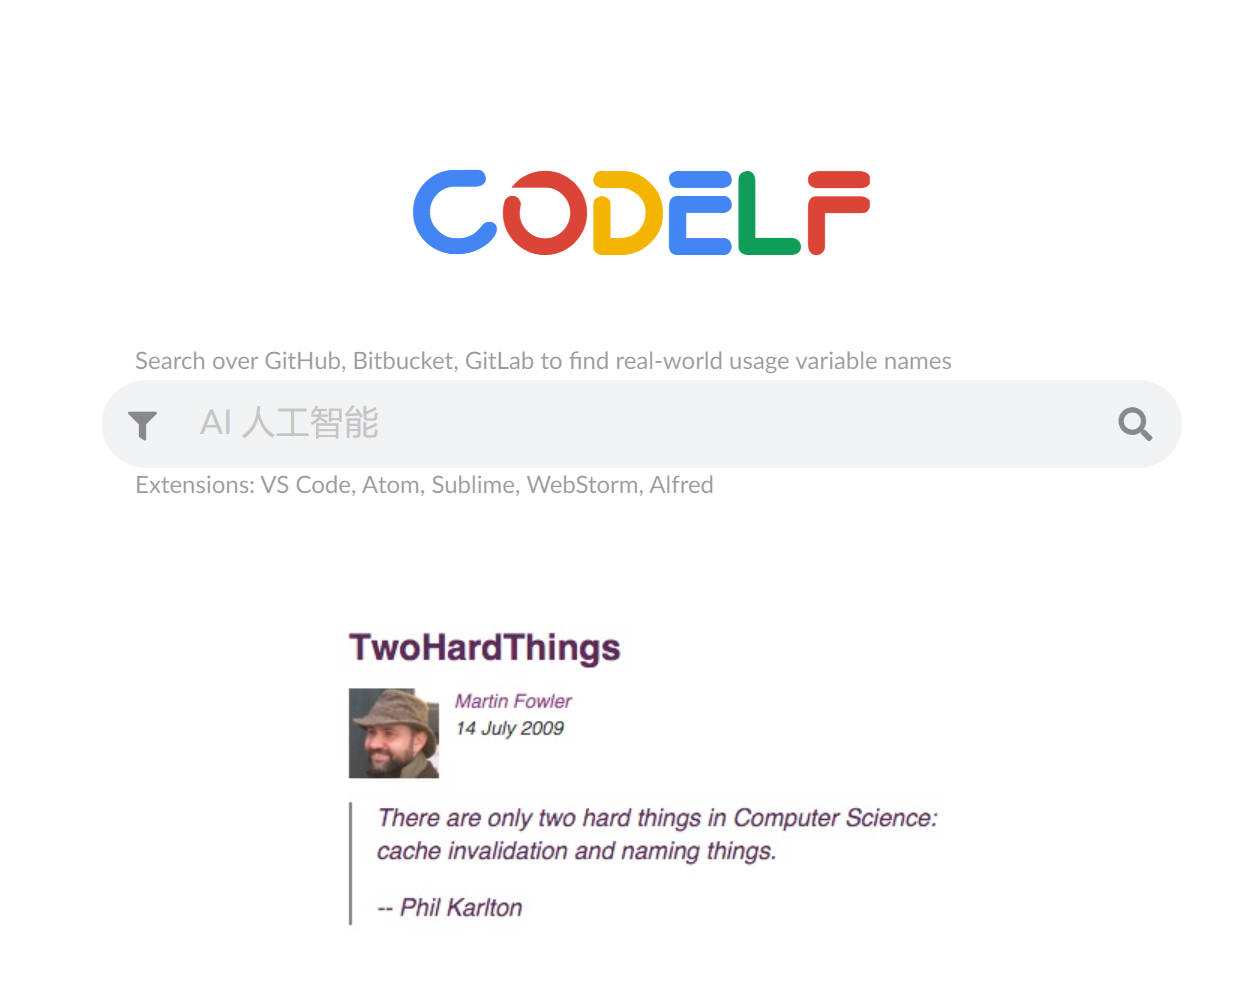 CODELF
Search over GitHub, Bitbucket, GitLab to find real-world usage variable names
AI 人工智能
Extensions: VS Code, Atom, Sublime, WebStorm, Alfred
TwoHardThings
Martin Fowler
14 July 2009
There are only two hard things in Computer Science:
cache invalidation and naming things.
-- Phil Karlton